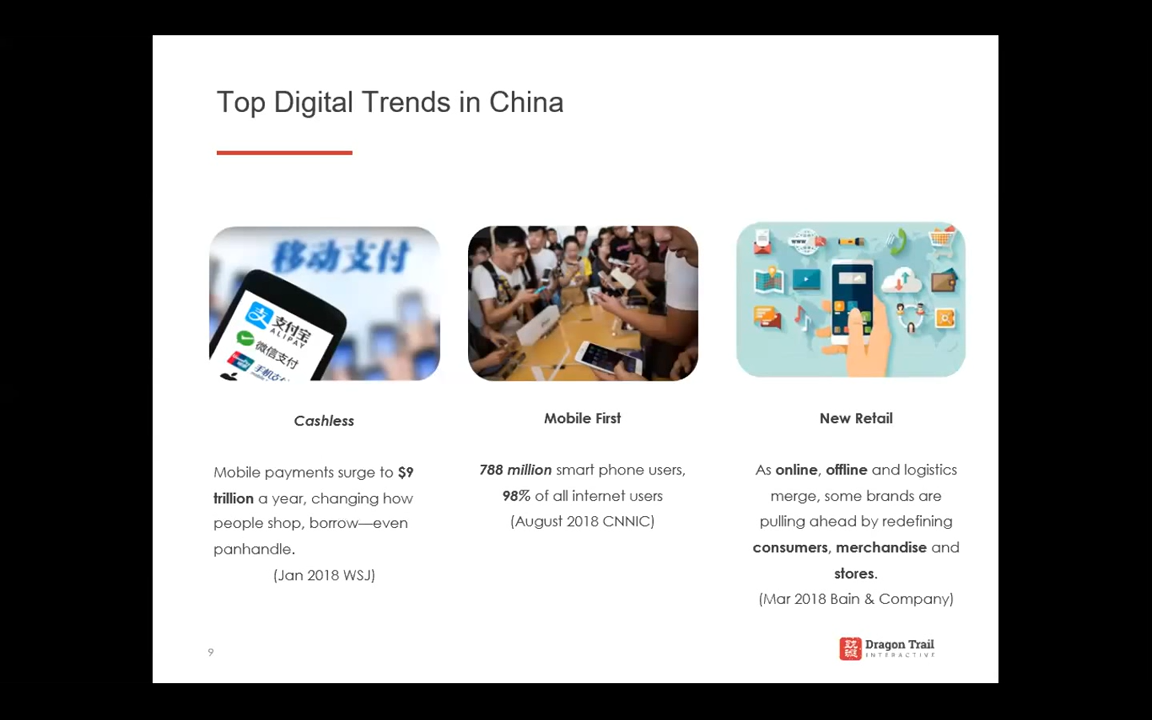 Top Digital Trends in China
移动支付
支付宝
ALIPAY
微信支付
手机支
www
Cashless
Mobile payments surge to $9
trillion a year, changing how
people shop, borrow—even
panhandle.
(Jan 2018 WSJ)
Mobile First
788 million smart phone users,
98% of all internet users
(August 2018 CNNIC)
New Retail
As online, offline and logistics
merge, some brands are
pulling ahead by redefining
consumers, merchandise and
stores.
(Mar 2018 Bain & Company)
9
Dragon Trail
INTERACTIVE